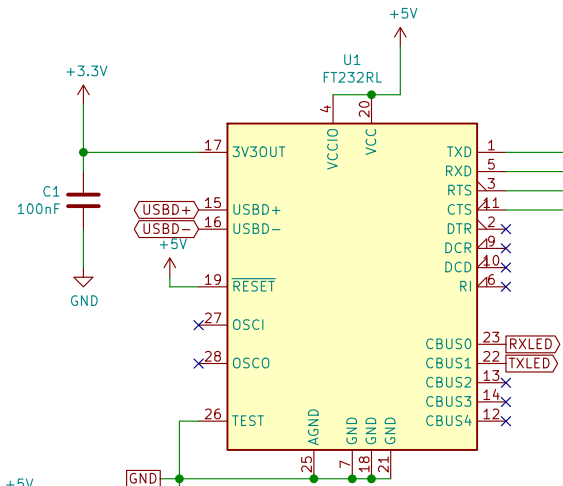 +5V
U1
FT232RL
+3.3V
4
20
VCCIO
VCC
17
3V3OUT
TXD
1
RXD
5
RTS
3
C1
100nF
USBD+
15
USBD+
CTS
11
USBD-
16
USBD-
DTR
2
+5V
DCR
9
DCD
10
19
RESET
RI
6
GND
27
OSCI
CBUS0
23
RXLED
28
OSCO
CBUS1
22
TXLED
CBUS2
13
CBUS3
14
26
TEST
CBUS4
12
AGND
GND
GND
GND
25
7
18
21
GND
+5V